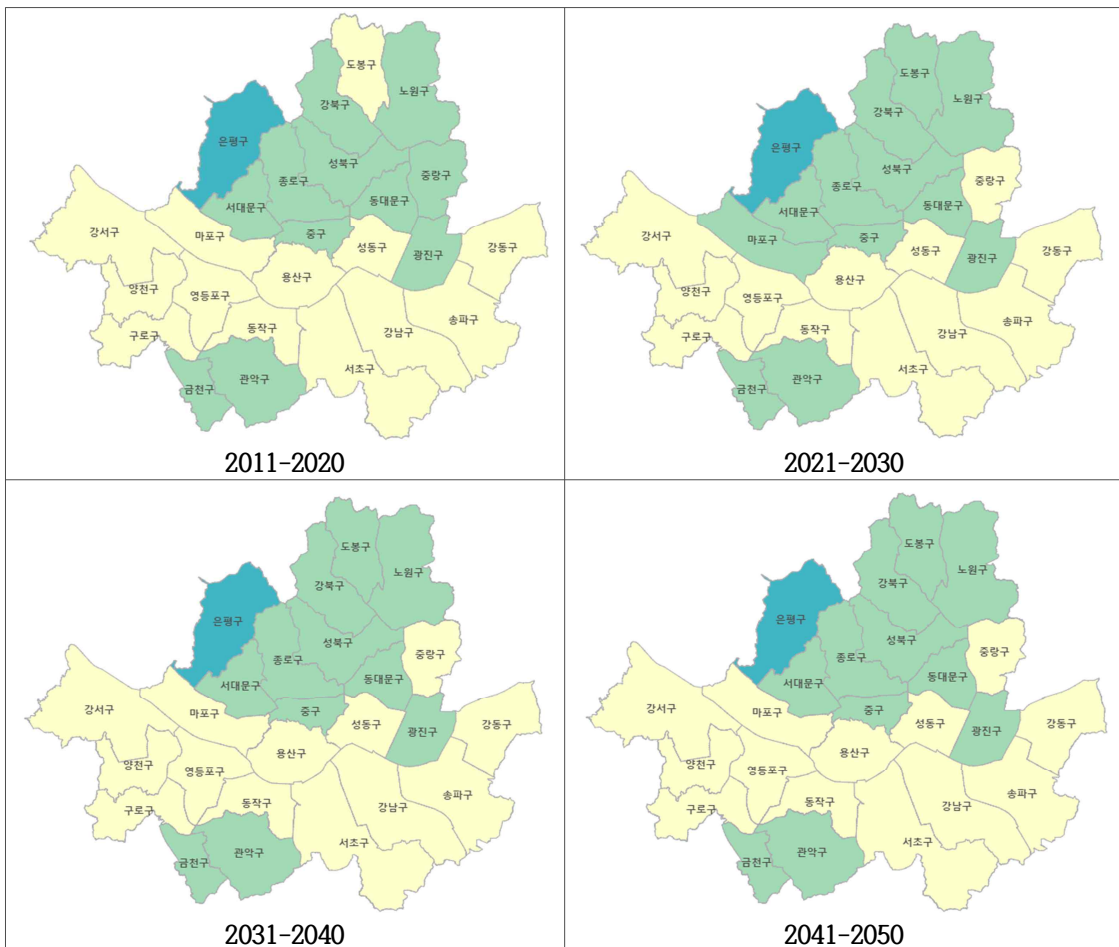 도봉구
노원구
강북구
은평구
성북구
중랑구
종로구
동대문구
서대문구
강서구
마포구
중구
성동구
강동구
광진구
용산구
양천구
영등포구
송파구
동작구
강남구
구로구
서초구
관악구
금천구
2011-2020
도봉구
노원구
강북구
은평구
성북구
중랑구
종로구
동대문구
서대문구
강서구
마포구
중구
성동구
강동구
광진구
용산구
양천구
영등포구
송파구
동작구
강남구
구로구
서초구
관악구
금천구
2021-2030
도봉구
노원구
강북구
은평구
성북구
중랑구
종로구
동대문구
서대문구
강서구
마포구
중구
성동구
강동구
광진구
용산구
양천구
영등포구
송파구
동작구
강남구
구로구
서초구
관악구
금천구
2031-2040
도봉구
노원구
강북구
은평구
성북구
중랑구
종로구
동대문구
서대문구
강서구
마포구
중구
성동구
강동구
광진구
용산구
양천구
영등포구
송파구
동작구
강남구
구로구
서초구
관악구
금천구
2041-2050